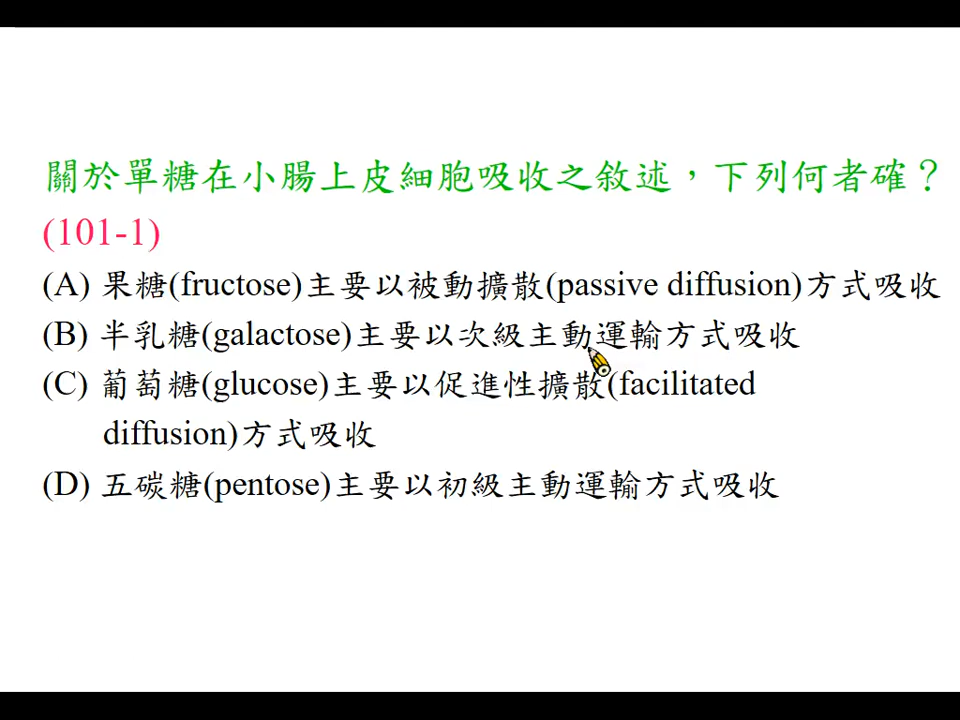 關於單糖在小腸上皮細胞吸收之敘述，下列何者確？
(101-1)
(A) 果糖(fructose)主要以被動擴散(passive diffusion)方式吸收
(B) 半乳糖(galactose)主要以次級主動運輸方式吸收
(C) 葡萄糖(glucose)主要以促進性擴散(facilitated
diffusion)方式吸收
(D) 五碳糖(pentose)主要以初級主動運輸方式吸收